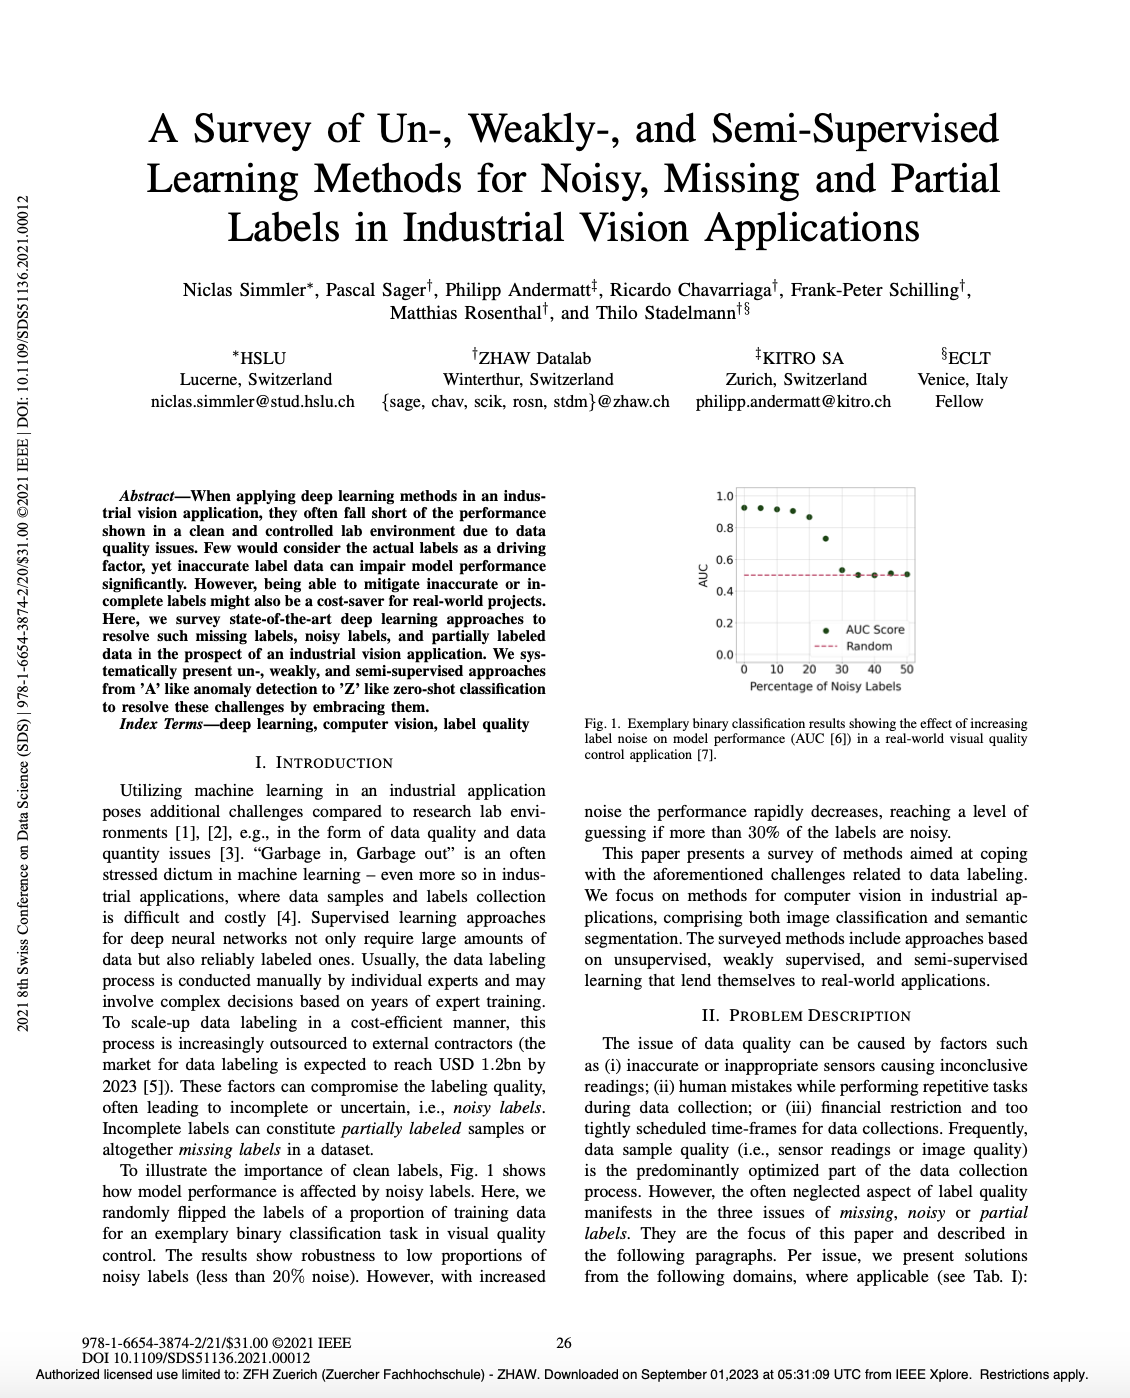 A Survey of Un-, Weakly-, and Semi-Supervised
Learning Methods for Noisy, Missing and Partial
Labels in Industrial Vision Applications
Niclas Simmler*, Pascal Sager†, Philipp Andermatt‡, Ricardo Chavarriaga†, Frank-Peter Schilling†,
Matthias Rosenthal†, and Thilo Stadelmann†§
*HSLU
Lucerne, Switzerland
niclas.simmler@stud.hslu.ch
†ZHAW Datalab
Winterthur, Switzerland
{sage, chav, scik, rosn, stdm}@zhaw.ch
‡KITRO SA
Zurich, Switzerland
philipp.andermatt@kitro.ch
§ECLT
Venice, Italy
Fellow
2021 8th Swiss Conference on Data Science (SDS) | 978-1-6654-3874-2/20/$31.00 ©2021 IEEE | DOI: 10.1109/SDS51136.2021.00012
Abstract—When applying deep learning methods in an indus-
trial vision application, they often fall short of the performance
shown in a clean and controlled lab environment due to data
quality issues. Few would consider the actual labels as a driving
factor, yet inaccurate label data can impair model performance
significantly. However, being able to mitigate inaccurate or in-
complete labels might also be a cost-saver for real-world projects.
Here, we survey state-of-the-art deep learning approaches to
resolve such missing labels, noisy labels, and partially labeled
data in the prospect of an industrial vision application. We sys-
tematically present un-, weakly, and semi-supervised approaches
from 'A' like anomaly detection to 'Z' like zero-shot classification
to resolve these challenges by embracing them.
Index Terms—deep learning, computer vision, label quality
I. INTRODUCTION
Utilizing machine learning in an industrial application
poses additional challenges compared to research lab envi-
ronments [1], [2], e.g., in the form of data quality and data
quantity issues [3]. “Garbage in, Garbage out” is an often
stressed dictum in machine learning – even more so in indus-
trial applications, where data samples and labels collection
is difficult and costly [4]. Supervised learning approaches
for deep neural networks not only require large amounts of
data but also reliably labeled ones. Usually, the data labeling
process is conducted manually by individual experts and may
involve complex decisions based on years of expert training.
To scale-up data labeling in a cost-efficient manner, this
process is increasingly outsourced to external contractors (the
market for data labeling is expected to reach USD 1.2bn by
2023 [5]). These factors can compromise the labeling quality,
often leading to incomplete or uncertain, i.e., noisy labels.
Incomplete labels can constitute partially labeled samples or
altogether missing labels in a dataset.
To illustrate the importance of clean labels, Fig. 1 shows
how model performance is affected by noisy labels. Here, we
randomly flipped the labels of a proportion of training data
for an exemplary binary classification task in visual quality
control. The results show robustness to low proportions of
noisy labels (less than 20% noise). However, with increased
AUC
1.0
0.8
0.6
0.4
0.2
0.0
AUC Score
Random
0 10 20 30 40 50
Percentage of Noisy Labels
Fig. 1. Exemplary binary classification results showing the effect of increasing
label noise on model performance (AUC [6]) in a real-world visual quality
control application [7].
noise the performance rapidly decreases, reaching a level of
guessing if more than 30% of the labels are noisy.
This paper presents a survey of methods aimed at coping
with the aforementioned challenges related to data labeling.
We focus on methods for computer vision in industrial ap-
plications, comprising both image classification and semantic
segmentation. The surveyed methods include approaches based
on unsupervised, weakly supervised, and semi-supervised
learning that lend themselves to real-world applications.
II. PROBLEM DESCRIPTION
The issue of data quality can be caused by factors such
as (i) inaccurate or inappropriate sensors causing inconclusive
readings; (ii) human mistakes while performing repetitive tasks
during data collection; or (iii) financial restriction and too
tightly scheduled time-frames for data collections. Frequently,
data sample quality (i.e., sensor readings or image quality)
is the predominantly optimized part of the data collection
process. However, the often neglected aspect of label quality
manifests in the three issues of missing, noisy or partial
labels. They are the focus of this paper and described in
the following paragraphs. Per issue, we present solutions
from the following domains, where applicable (see Tab. I):
978-1-6654-3874-2/21/$31.00 ©2021 IEEE
DOI 10.1109/SDS51136.2021.00012
26
Authorized licensed use limited to: ZFH Zuerich (Zuercher Fachhochschule) - ZHAW. Downloaded on September 01,2023 at 05:31:09 UTC from IEEE Xplore. Restrictions apply.